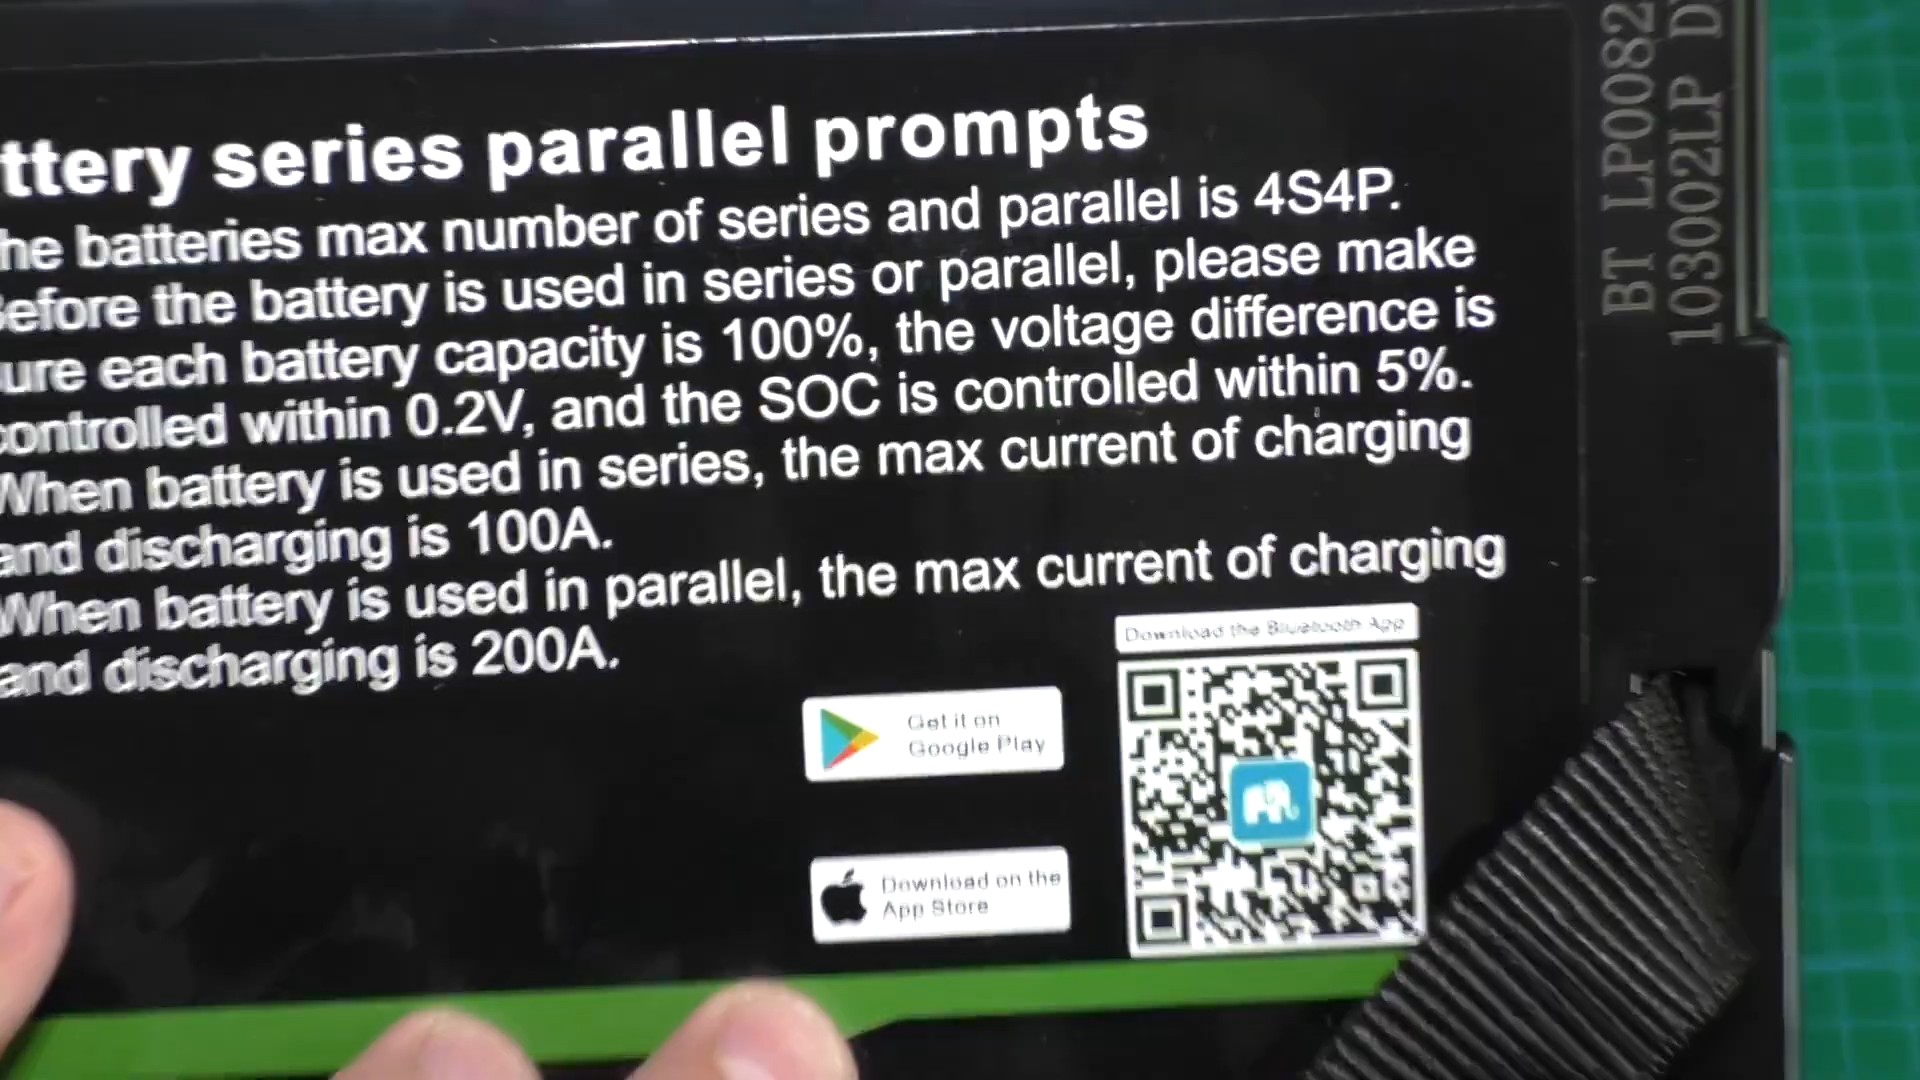 ttery series parallel prompts
he batteries max number of series and parallel is 4S4P.
efore the battery is used in series or parallel, please make
ure each battery capacity is 100%, the voltage difference is
controlled within 0.2V, and the SOC is controlled within 5%.
When battery is used in series, the max current of charging
and discharging is 100A.
When battery is used in parallel, the max current of charging
and discharging is 200A.
Download the Bluetooth App
Get it on
Google Play
Download on the
App Store
BT LP0082
103002LP D